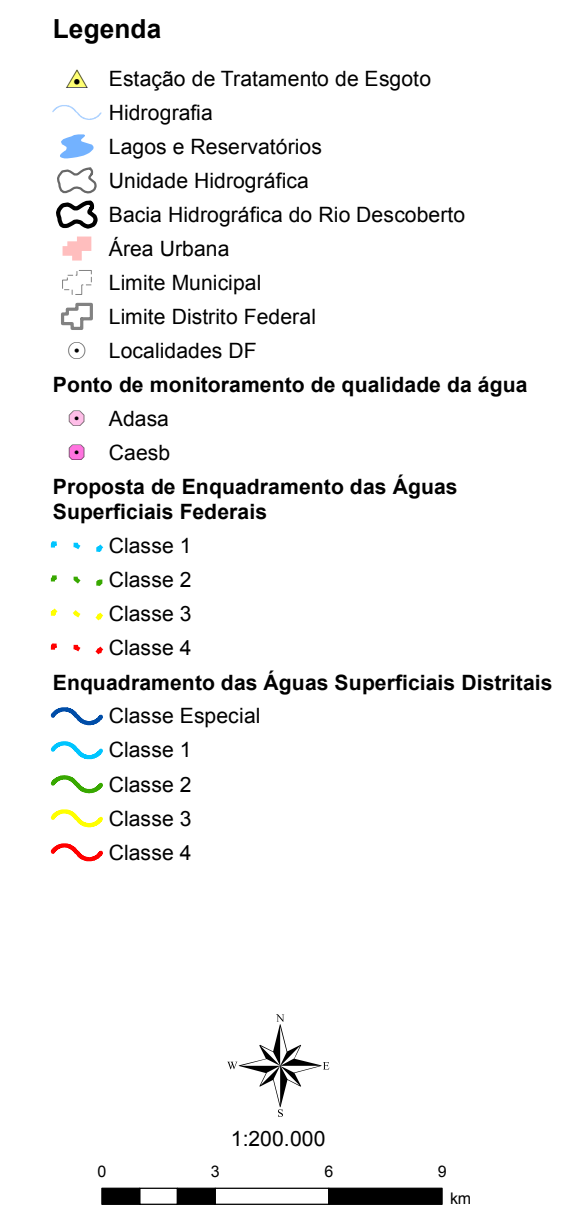 Legenda
Estação de Tratamento de Esgoto
Hidrografia
Lagos e Reservatórios
Unidade Hidrográfica
Bacia Hidrográfica do Rio Descoberto
Área Urbana
Limite Municipal
Limite Distrito Federal
Localidades DF
Ponto de monitoramento de qualidade da água
Adasa
Caesb
Proposta de Enquadramento das Águas
Superficiais Federais
Classe 1
Classe 2
Classe 3
Classe 4
Enquadramento das Águas Superficiais Distritais
Classe Especial
Classe 1
Classe 2
Classe 3
Classe 4
N
W E
S
1:200.000
0 3 6 9
km